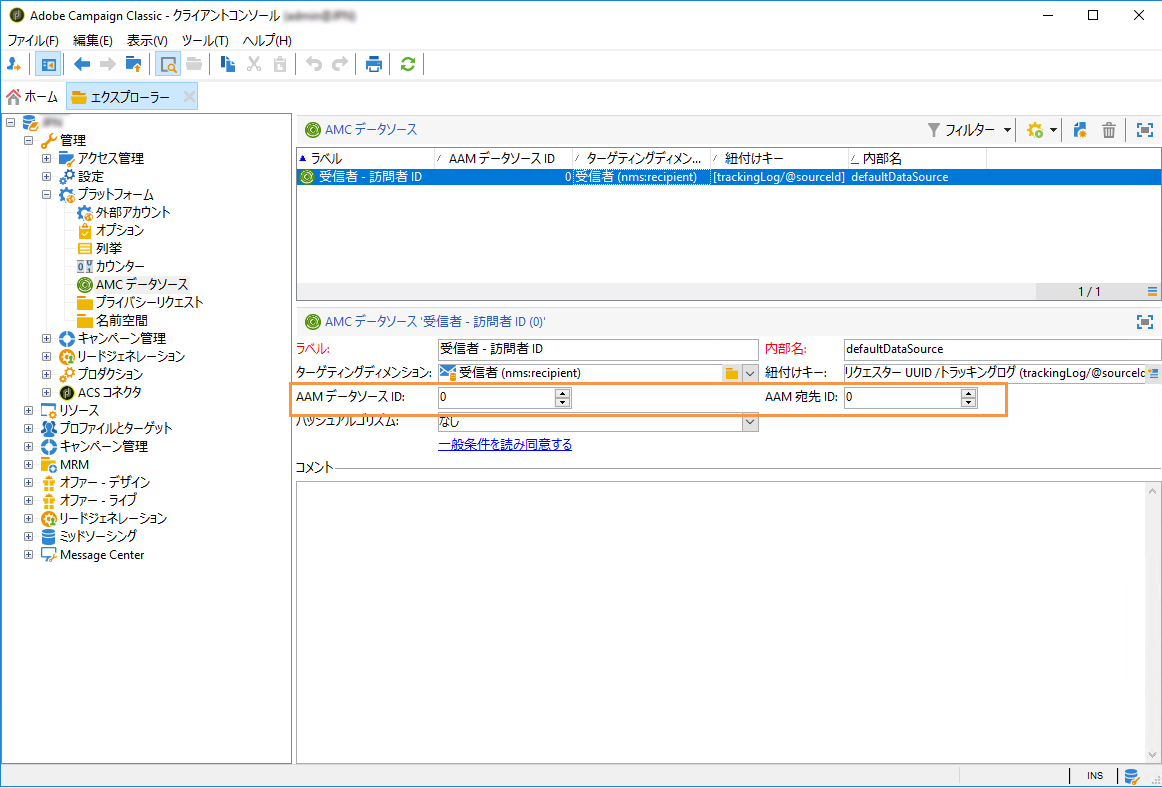 Adobe Campaign Classic - クライアントコンソール
ファイル(F) 編集(E) 表示(V) ツール(T) ヘルプ(H)
ホーム エクスプローラー
管理
アクセス管理
設定
プラットフォーム
外部アカウント
オプション
列挙
カウンター
AMC データソース
プライバシーリクエスト
名前空間
キャンペーン管理
リードジェネレーション
プロダクション
ACS コネクタ
リソース
プロファイルとターゲット
キャンペーン管理
MRM
オファー - デザイン
オファー - ライブ
リードジェネレーション
ミッドソーシング
Message Center
AMC データソース フィルター
ラベル AAM データソース ID ターゲティングディメン... 紐付けキー 内部名
受信者 - 訪問者 ID 0 受信者 (nms:recipient) [trackingLog/@sourceId] defaultDataSource
1 / 1
AMC データソース '受信者 - 訪問者 ID (0)'
ラベル: 受信者 - 訪問者 ID 内部名: defaultDataSource
ターゲティングディメンション: 受信者 (nms:recipient) 紐付けキー: リクエスター UUID /トラッキングログ (trackingLog/@sourceId
AAM データソース ID: 0 AAM 宛先 ID: 0
ハッシュアルゴリズム: なし
一般条件を読み同意する
コメント
INS